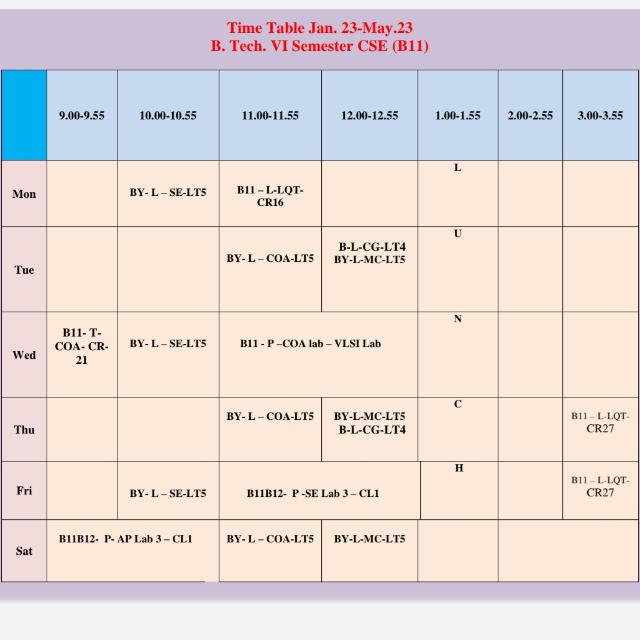 Time Table Jan. 23-May.23
B. Tech. VI Semester CSE (B11)
9.00-9.55 10.00-10.55 11.00-11.55 12.00-12.55 1.00-1.55 2.00-2.55 3.00-3.55
Mon BY- L – SE-LT5 B11 – L-LQT- L
CR16
Tue BY- L – COA-LT5 B-L-CG-LT4 U
BY-L-MC-LT5
Wed B11- T- BY- L – SE-LT5 B11 - P –COA lab – VLSI Lab N
COA- CR-
21
Thu BY- L – COA-LT5 BY-L-MC-LT5 C B11 – L-LQT-
B-L-CG-LT4 CR27
Fri BY- L – SE-LT5 B11B12- P -SE Lab 3 – CL1 H B11 – L-LQT-
CR27
Sat B11B12- P- AP Lab 3 – CL1 BY- L – COA-LT5 BY-L-MC-LT5